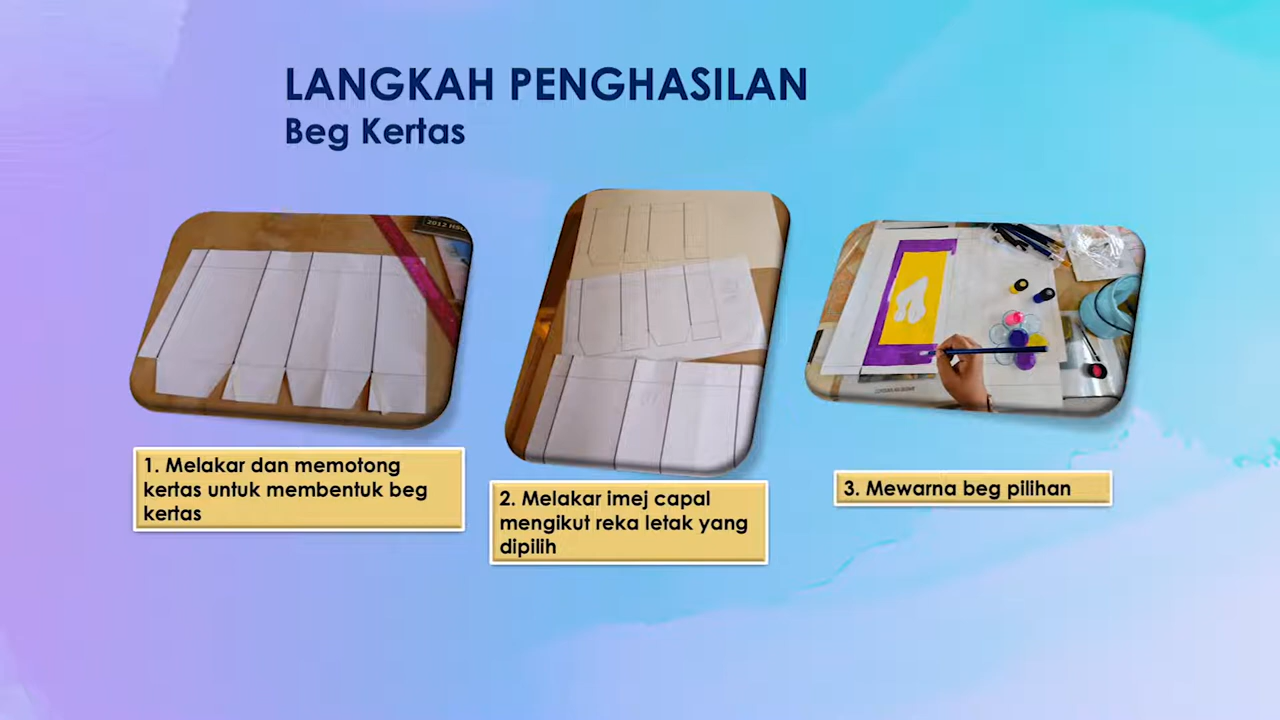 LANGKAH PENGHASILAN
Beg Kertas
1. Melakar dan memotong
kertas untuk membentuk beg
kertas
2. Melakar imej capal
mengikut reka letak yang
dipilih
3. Mewarna beg pilihan